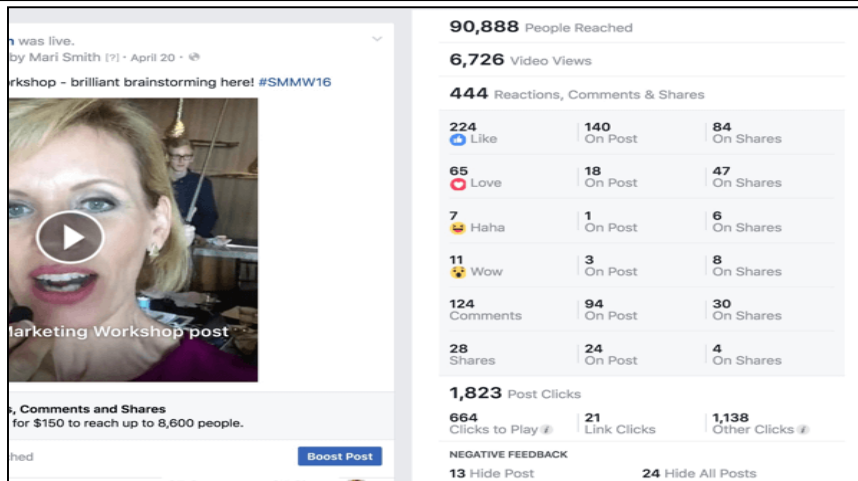 n was live.
by Mari Smith [?] · April 20 ·
rkshop - brilliant brainstorming here! #SMMW16
Marketing Workshop post
s, Comments and Shares
for $150 to reach up to 8,600 people.
hed
Boost Post
90,888 People Reached
6,726 Video Views
444 Reactions, Comments & Shares
224 140 84
Like On Post On Shares
65 18 47
Love On Post On Shares
7 1 6
Haha On Post On Shares
11 3 8
Wow On Post On Shares
124 94 30
Comments On Post On Shares
28 24 4
Shares On Post On Shares
1,823 Post Clicks
664 21 1,138
Clicks to Play Link Clicks Other Clicks
NEGATIVE FEEDBACK
13 Hide Post 24 Hide All Posts